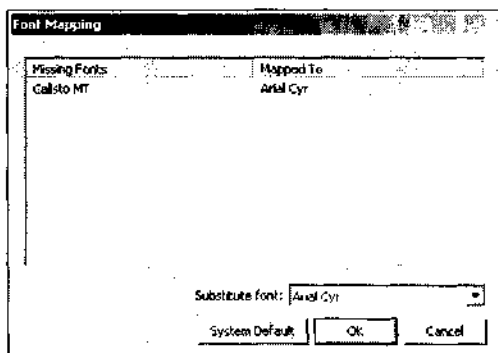 Font Mapping
Missing Fonts Mapped To
Calisto MT Arial Cyr
Substitute font: Arial Cyr
System Default OK Cancel